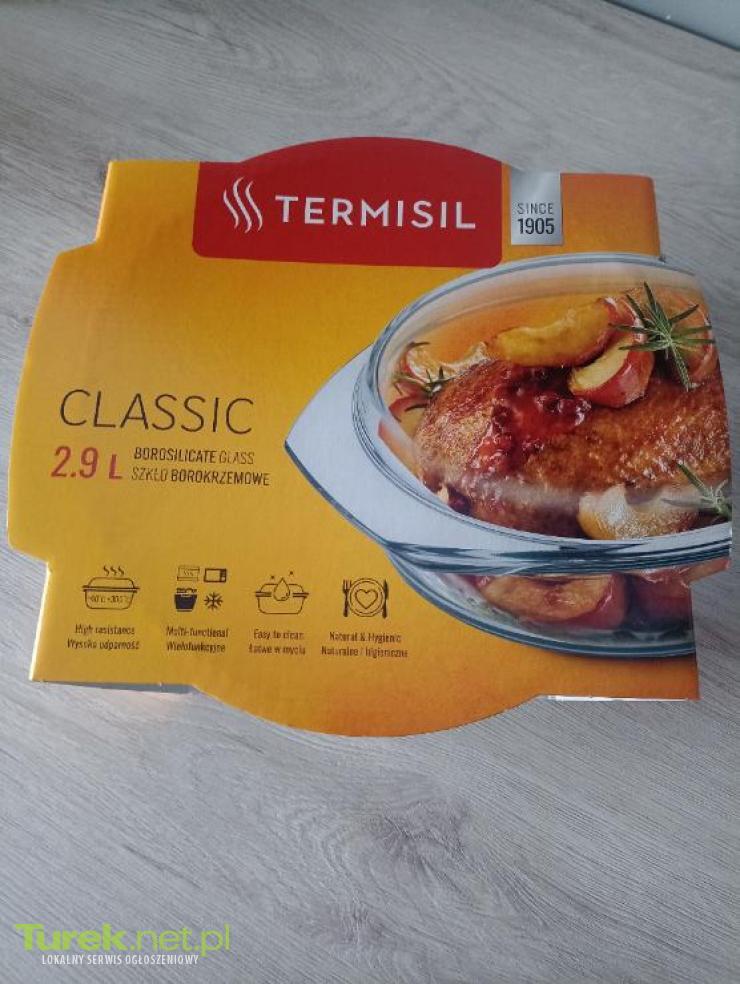 TERMISIL
SINCE
1905
CLASSIC
2.9 L
BOROSILICATE GLASS
SZKŁO BOROKRZEMOWE
High resistance
Wysoka odporność
Multi-functional
Wielofunkcyjne
Easy to clean
Łatwe w myciu
Natural & Hygienic
Naturalne / higieniczne
Turek.net.pl
LOKALNY SERWIS OGŁOSZENIOWY